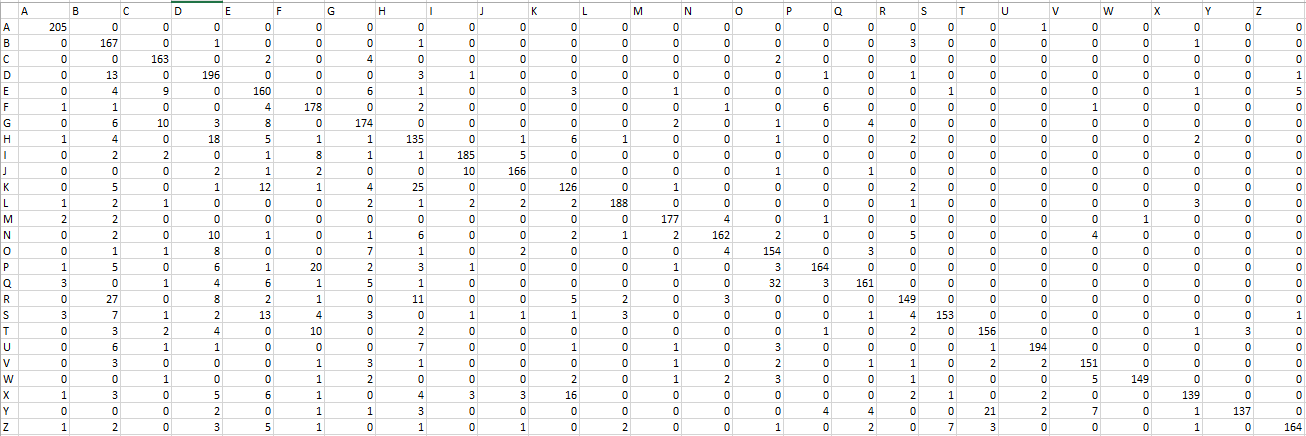 A B C D E F G H I J K L M N O P Q R S T U V W X Y Z
A 205 0 0 0 0 0 0 0 0 0 0 0 0 0 0 0 0 0 0 0 1 0 0 0 0 0
B 0 167 0 1 0 0 0 1 0 0 0 0 0 0 0 0 0 3 0 0 0 0 0 1 0 0
C 0 0 163 0 2 0 4 0 0 0 0 0 0 0 2 0 0 0 0 0 0 0 0 0 0 0
D 0 13 0 196 0 0 0 3 1 0 0 0 0 0 0 1 0 1 0 0 0 0 0 0 0 1
E 0 4 9 0 160 0 6 1 0 0 3 0 1 0 0 0 0 0 1 0 0 0 0 1 0 5
F 1 1 0 0 4 178 0 2 0 0 0 0 0 1 0 6 0 0 0 0 0 1 0 0 0 0
G 0 6 10 3 8 0 174 0 0 0 0 0 2 0 1 0 4 0 0 0 0 0 0 0 0 0
H 1 4 0 18 5 1 1 135 0 1 6 1 0 0 1 0 0 2 0 0 0 0 0 2 0 0
I 0 2 2 0 1 8 1 1 185 5 0 0 0 0 0 0 0 0 0 0 0 0 0 0 0 0
J 0 0 0 2 1 2 0 0 10 166 0 0 0 0 1 0 1 0 0 0 0 0 0 0 0 0
K 0 5 0 1 12 1 4 25 0 0 126 0 1 0 0 0 0 2 0 0 0 0 0 0 0 0
L 1 2 1 0 0 0 2 1 2 2 2 188 0 0 0 0 0 1 0 0 0 0 0 3 0 0
M 2 2 0 0 0 0 0 0 0 0 0 0 177 4 0 1 0 0 0 0 0 0 1 0 0 0
N 0 2 0 10 1 0 1 6 0 0 2 1 2 162 2 0 0 5 0 0 0 4 0 0 0 0
O 0 1 1 8 0 0 7 1 0 2 0 0 0 4 154 0 3 0 0 0 0 0 0 0 0 0
P 1 5 0 6 1 20 2 3 1 0 0 0 1 0 3 164 0 0 0 0 0 0 0 0 0 0
Q 3 0 1 4 6 1 5 1 0 0 0 0 0 0 32 3 161 0 0 0 0 0 0 0 0 0
R 0 27 0 8 2 1 0 11 0 0 5 2 0 3 0 0 0 149 0 0 0 0 0 0 0 0
S 3 7 1 2 13 4 3 0 1 1 1 3 0 0 0 0 1 4 153 0 0 0 0 0 0 1
T 0 3 2 4 0 10 0 2 0 0 0 0 0 0 0 1 0 2 0 156 0 0 0 1 3 0
U 0 6 1 1 0 0 0 7 0 0 1 0 1 0 3 0 0 0 0 1 194 0 0 0 0 0
V 0 3 0 0 0 1 3 1 0 0 0 0 1 0 2 0 1 1 0 2 2 151 0 0 0 0
W 0 0 1 0 0 1 2 0 0 0 2 0 1 2 3 0 0 1 0 0 0 5 149 0 0 0
X 1 3 0 5 6 1 0 4 3 3 16 0 0 0 0 0 0 2 1 0 2 0 0 139 0 0
Y 0 0 0 2 0 1 1 3 0 0 0 0 0 0 0 4 4 0 0 21 2 7 0 1 137 0
Z 1 2 0 3 5 1 0 1 0 1 0 2 0 0 1 0 2 0 7 3 0 0 0 1 0 164